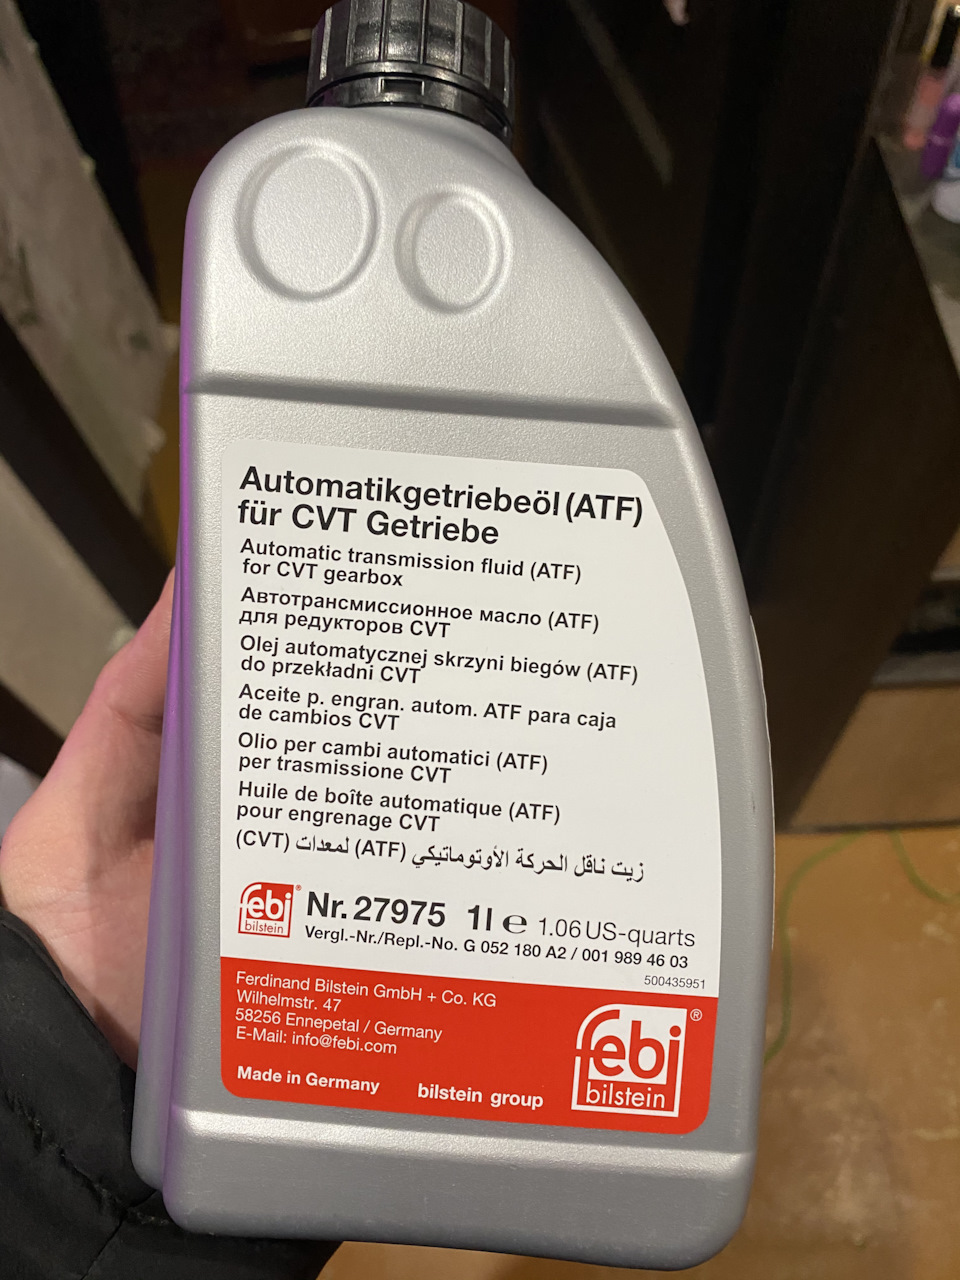 Automatikgetriebeöl (ATF)
für CVT Getriebe
Automatic transmission fluid (ATF)
for CVT gearbox
Автотрансмиссионное масло (ATF)
для редукторов CVT
Olej automatycznej skrzyni biegów (ATF)
do przekładni CVT
Aceite p. engran. autom. ATF para caja
de cambios CVT
Olio per cambi automatici (ATF)
per trasmissione CVT
Huile de boîte automatique (ATF)
pour engrenage CVT
زيت ناقل الحركة الأوتوماتيكي (ATF) لمعدات (CVT)
febi® bilstein Nr. 27975 1l e 1.06 US-quarts
Vergl.-Nr./Repl.-No. G 052 180 A2 / 001 989 46 03
500435951
Ferdinand Bilstein GmbH + Co. KG
Wilhelmstr. 47
58256 Ennepetal / Germany
E-Mail: info@febi.com
Made in Germany bilstein group
febi®
bilstein